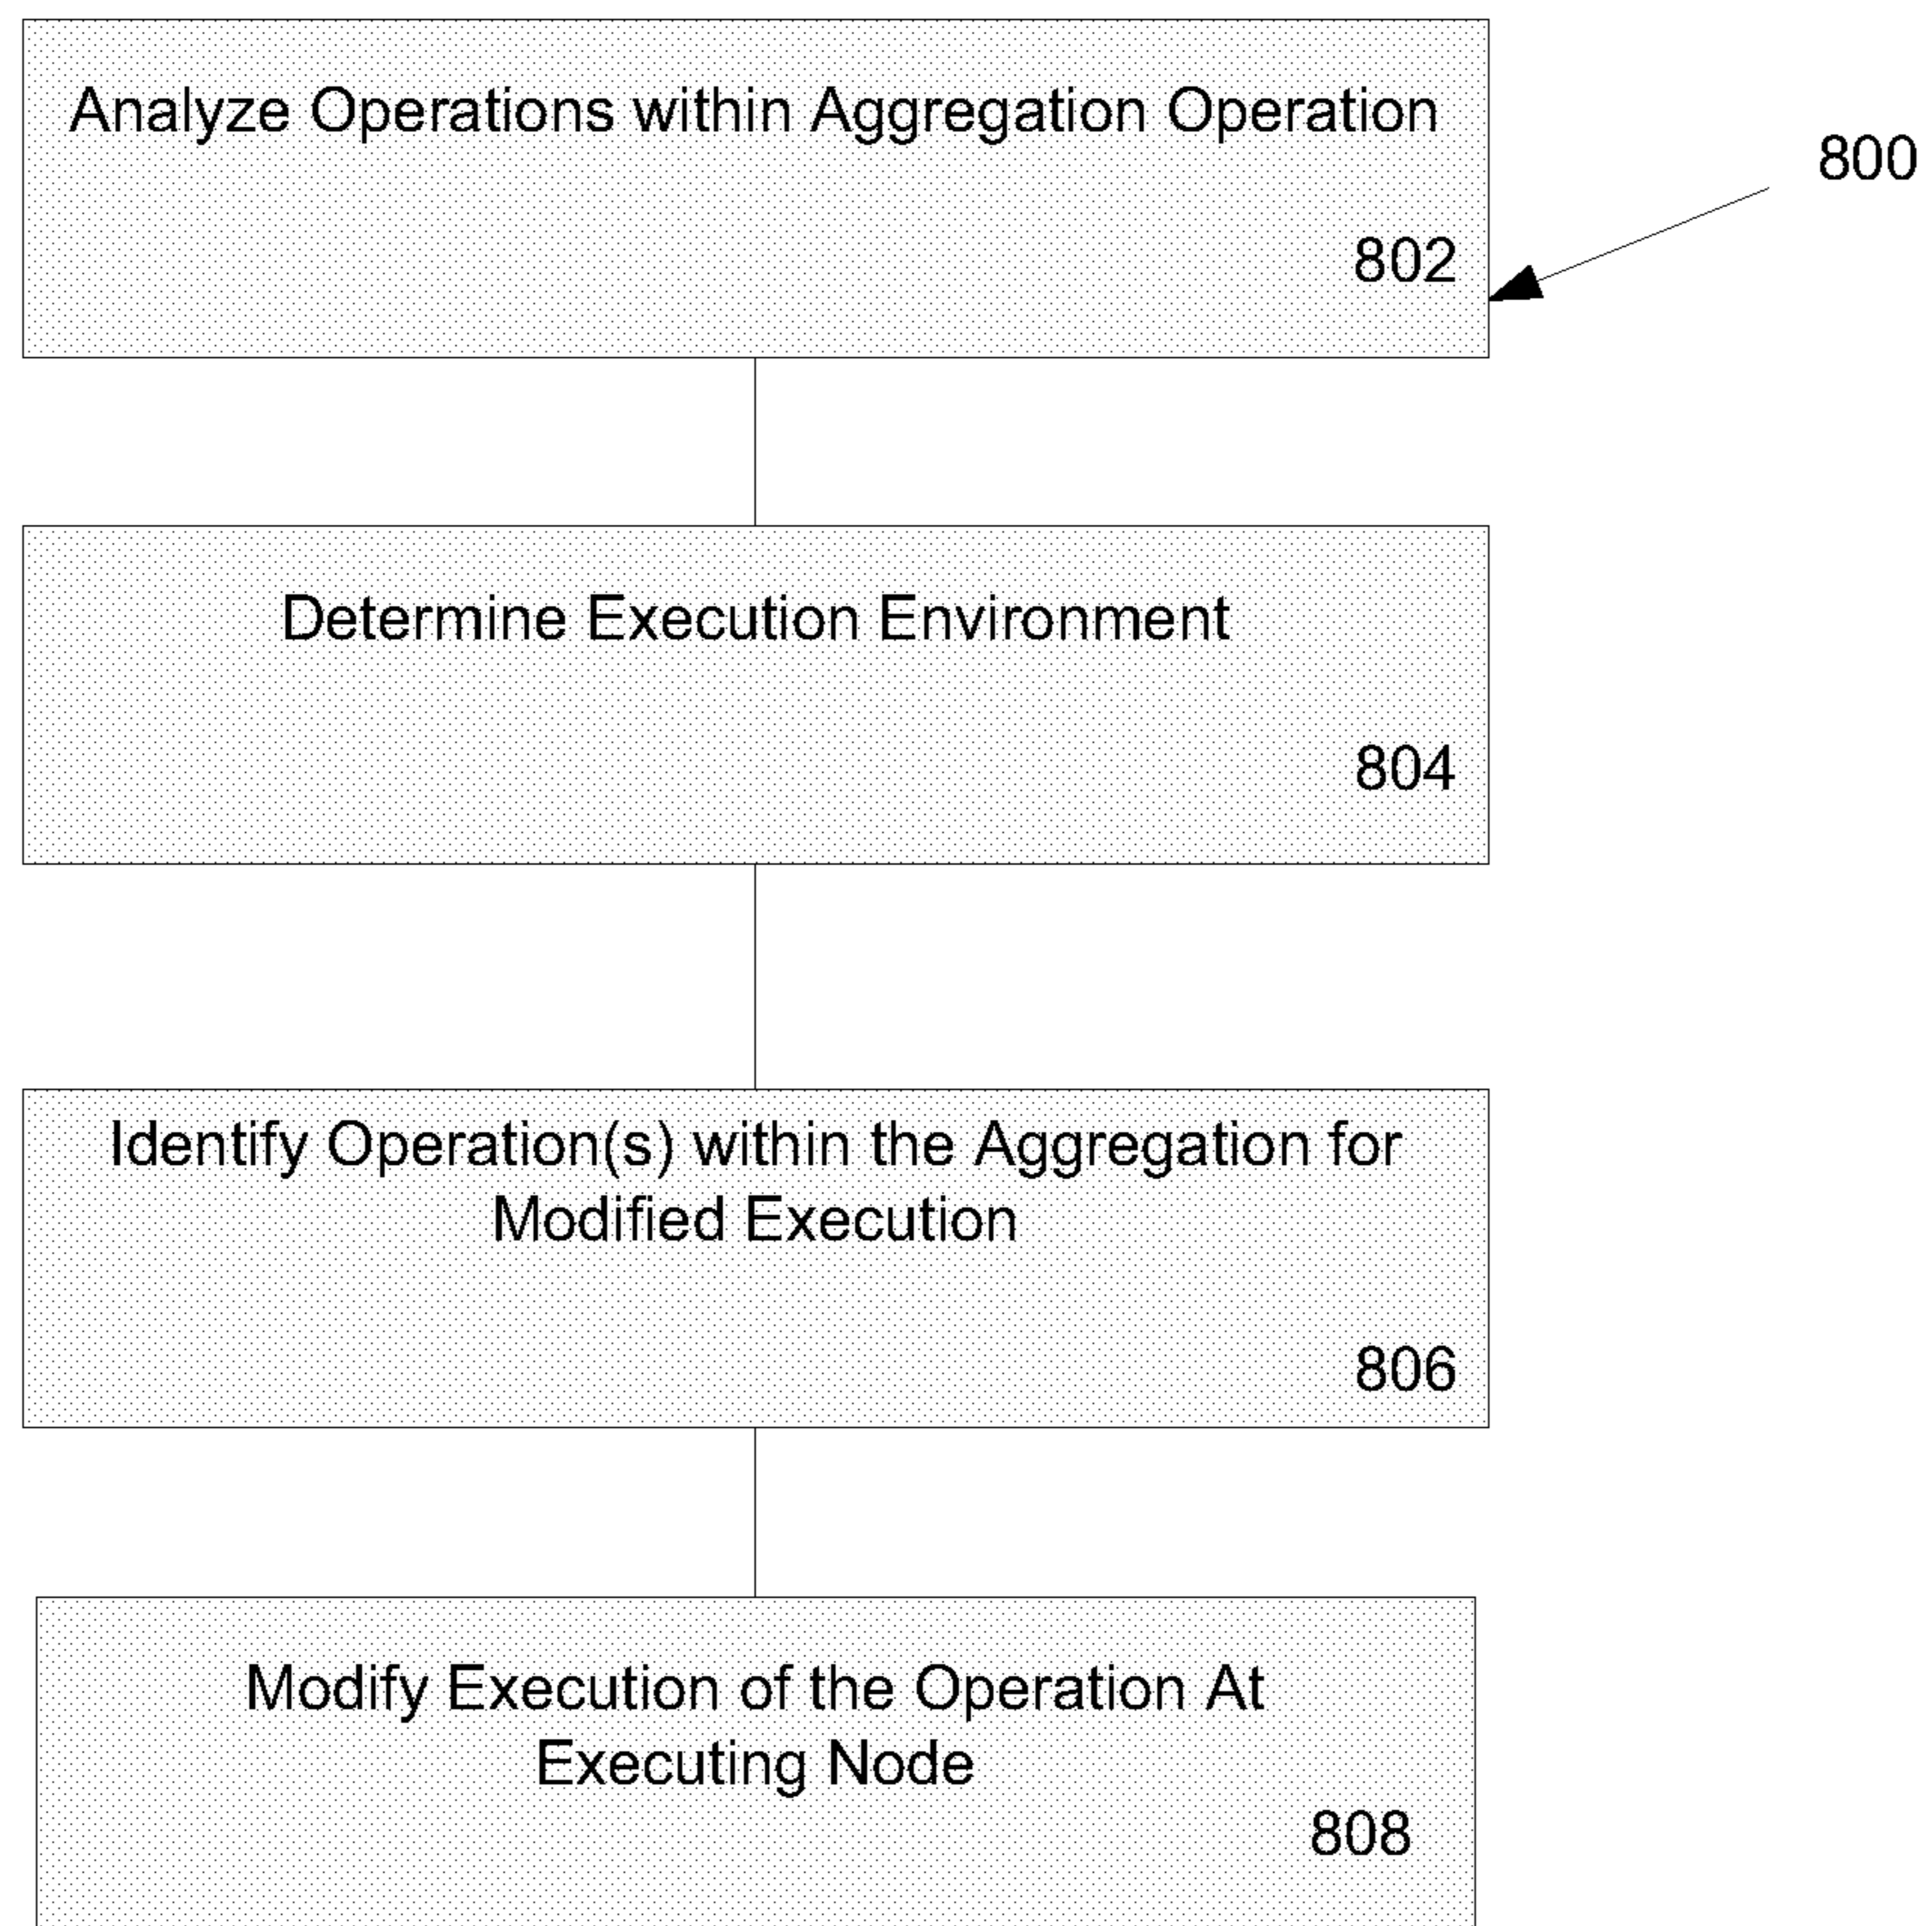 Analyze Operations within Aggregation Operation
800
802
Determine Execution Environment
804
Identify Operation(s) within the Aggregation for
Modified Execution
806
Modify Execution of the Operation At
Executing Node
808